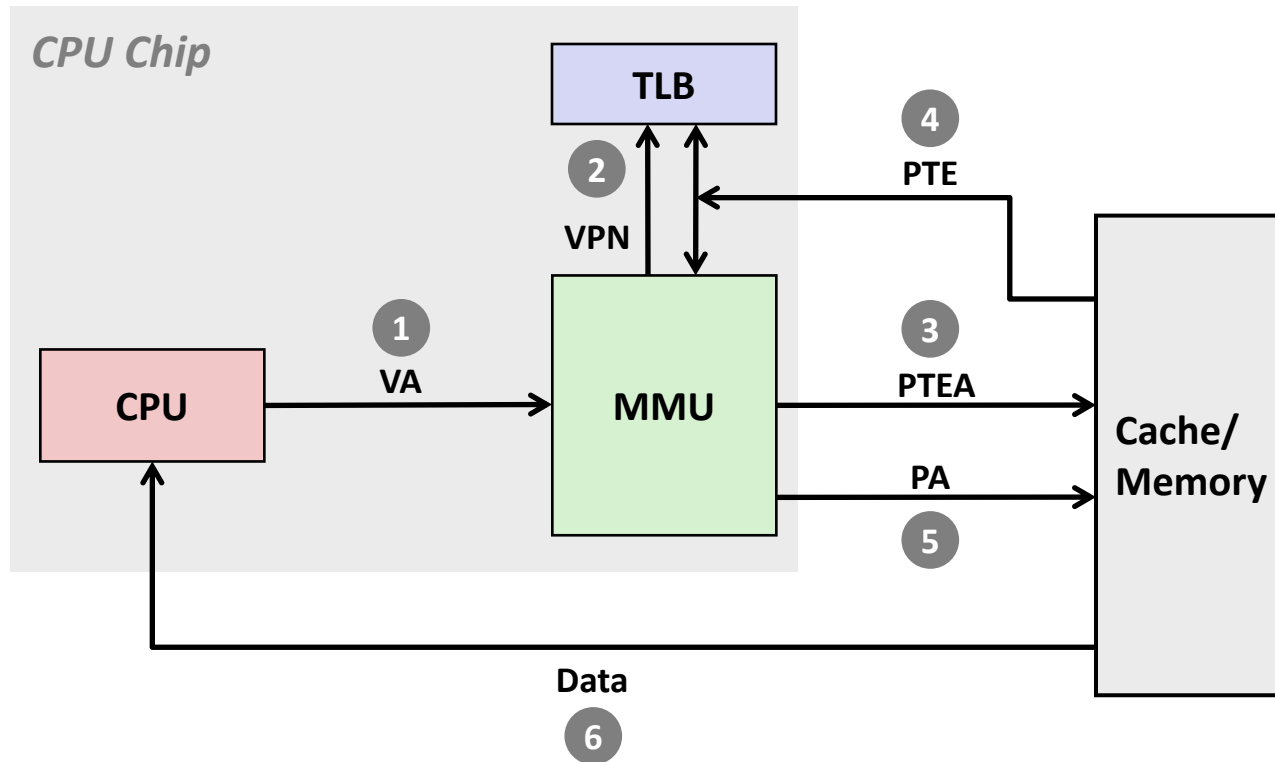 CPU Chip
TLB
4
PTE
2
VPN
1
VA
3
PTEA
CPU
MMU
Cache/
Memory
PA
5
Data
6